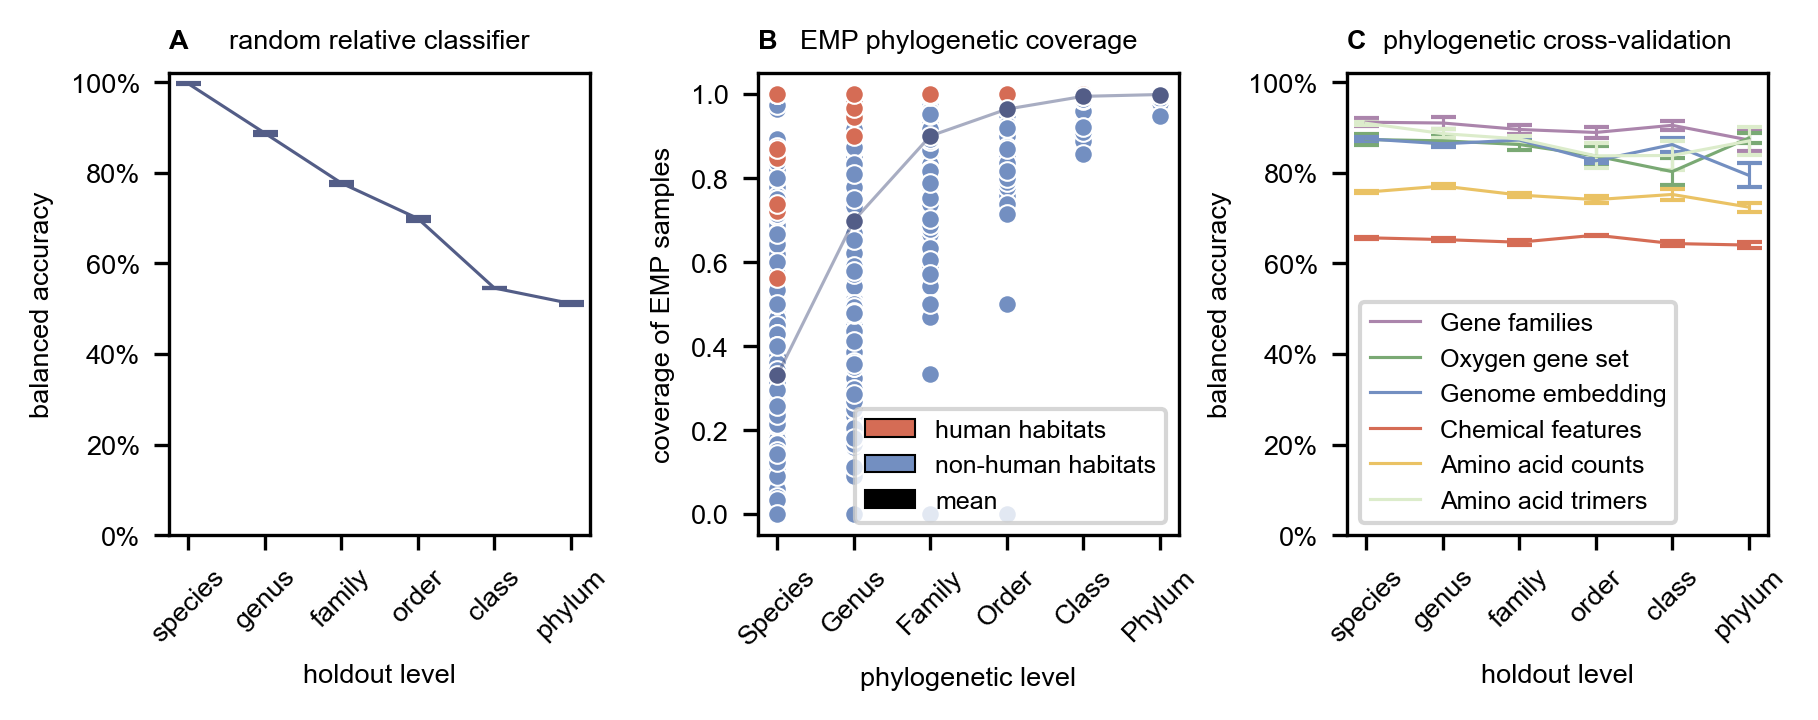 A random relative classifier
100%
80%
60%
40%
20%
0%
balanced accuracy
species
genus
family
order
class
phylum
holdout level
B EMP phylogenetic coverage
1.0
0.8
0.6
0.4
0.2
0.0
coverage of EMP samples
human habitats
non-human habitats
mean
Species
Genus
Family
Order
Class
Phylum
phylogenetic level
C phylogenetic cross-validation
100%
80%
60%
40%
20%
0%
balanced accuracy
Gene families
Oxygen gene set
Genome embedding
Chemical features
Amino acid counts
Amino acid trimers
species
genus
family
order
class
phylum
holdout level